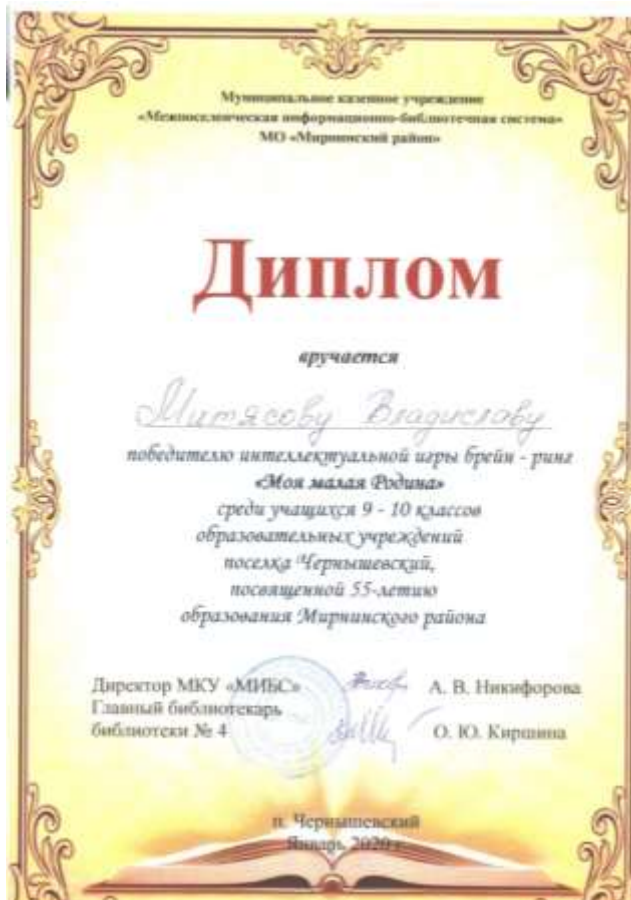 Муниципальное казенное учреждение
«Межпоселенческая информационно-библиотечная система»
МО «Мирнинский район»
Диплом
вручается
Митясову Владиславу
победителю интеллектуальной игры брейн - ринг
«Моя малая Родина»
среди учащихся 9 - 10 классов
образовательных учреждений
поселка Чернышевский,
посвященной 55-летию
образования Мирнинского района
Директор МКУ «МИБС» А. В. Никифорова
Главный библиотекарь
библиотеки № 4 О. Ю. Киршина
п. Чернышевский
Январь 2020 г.